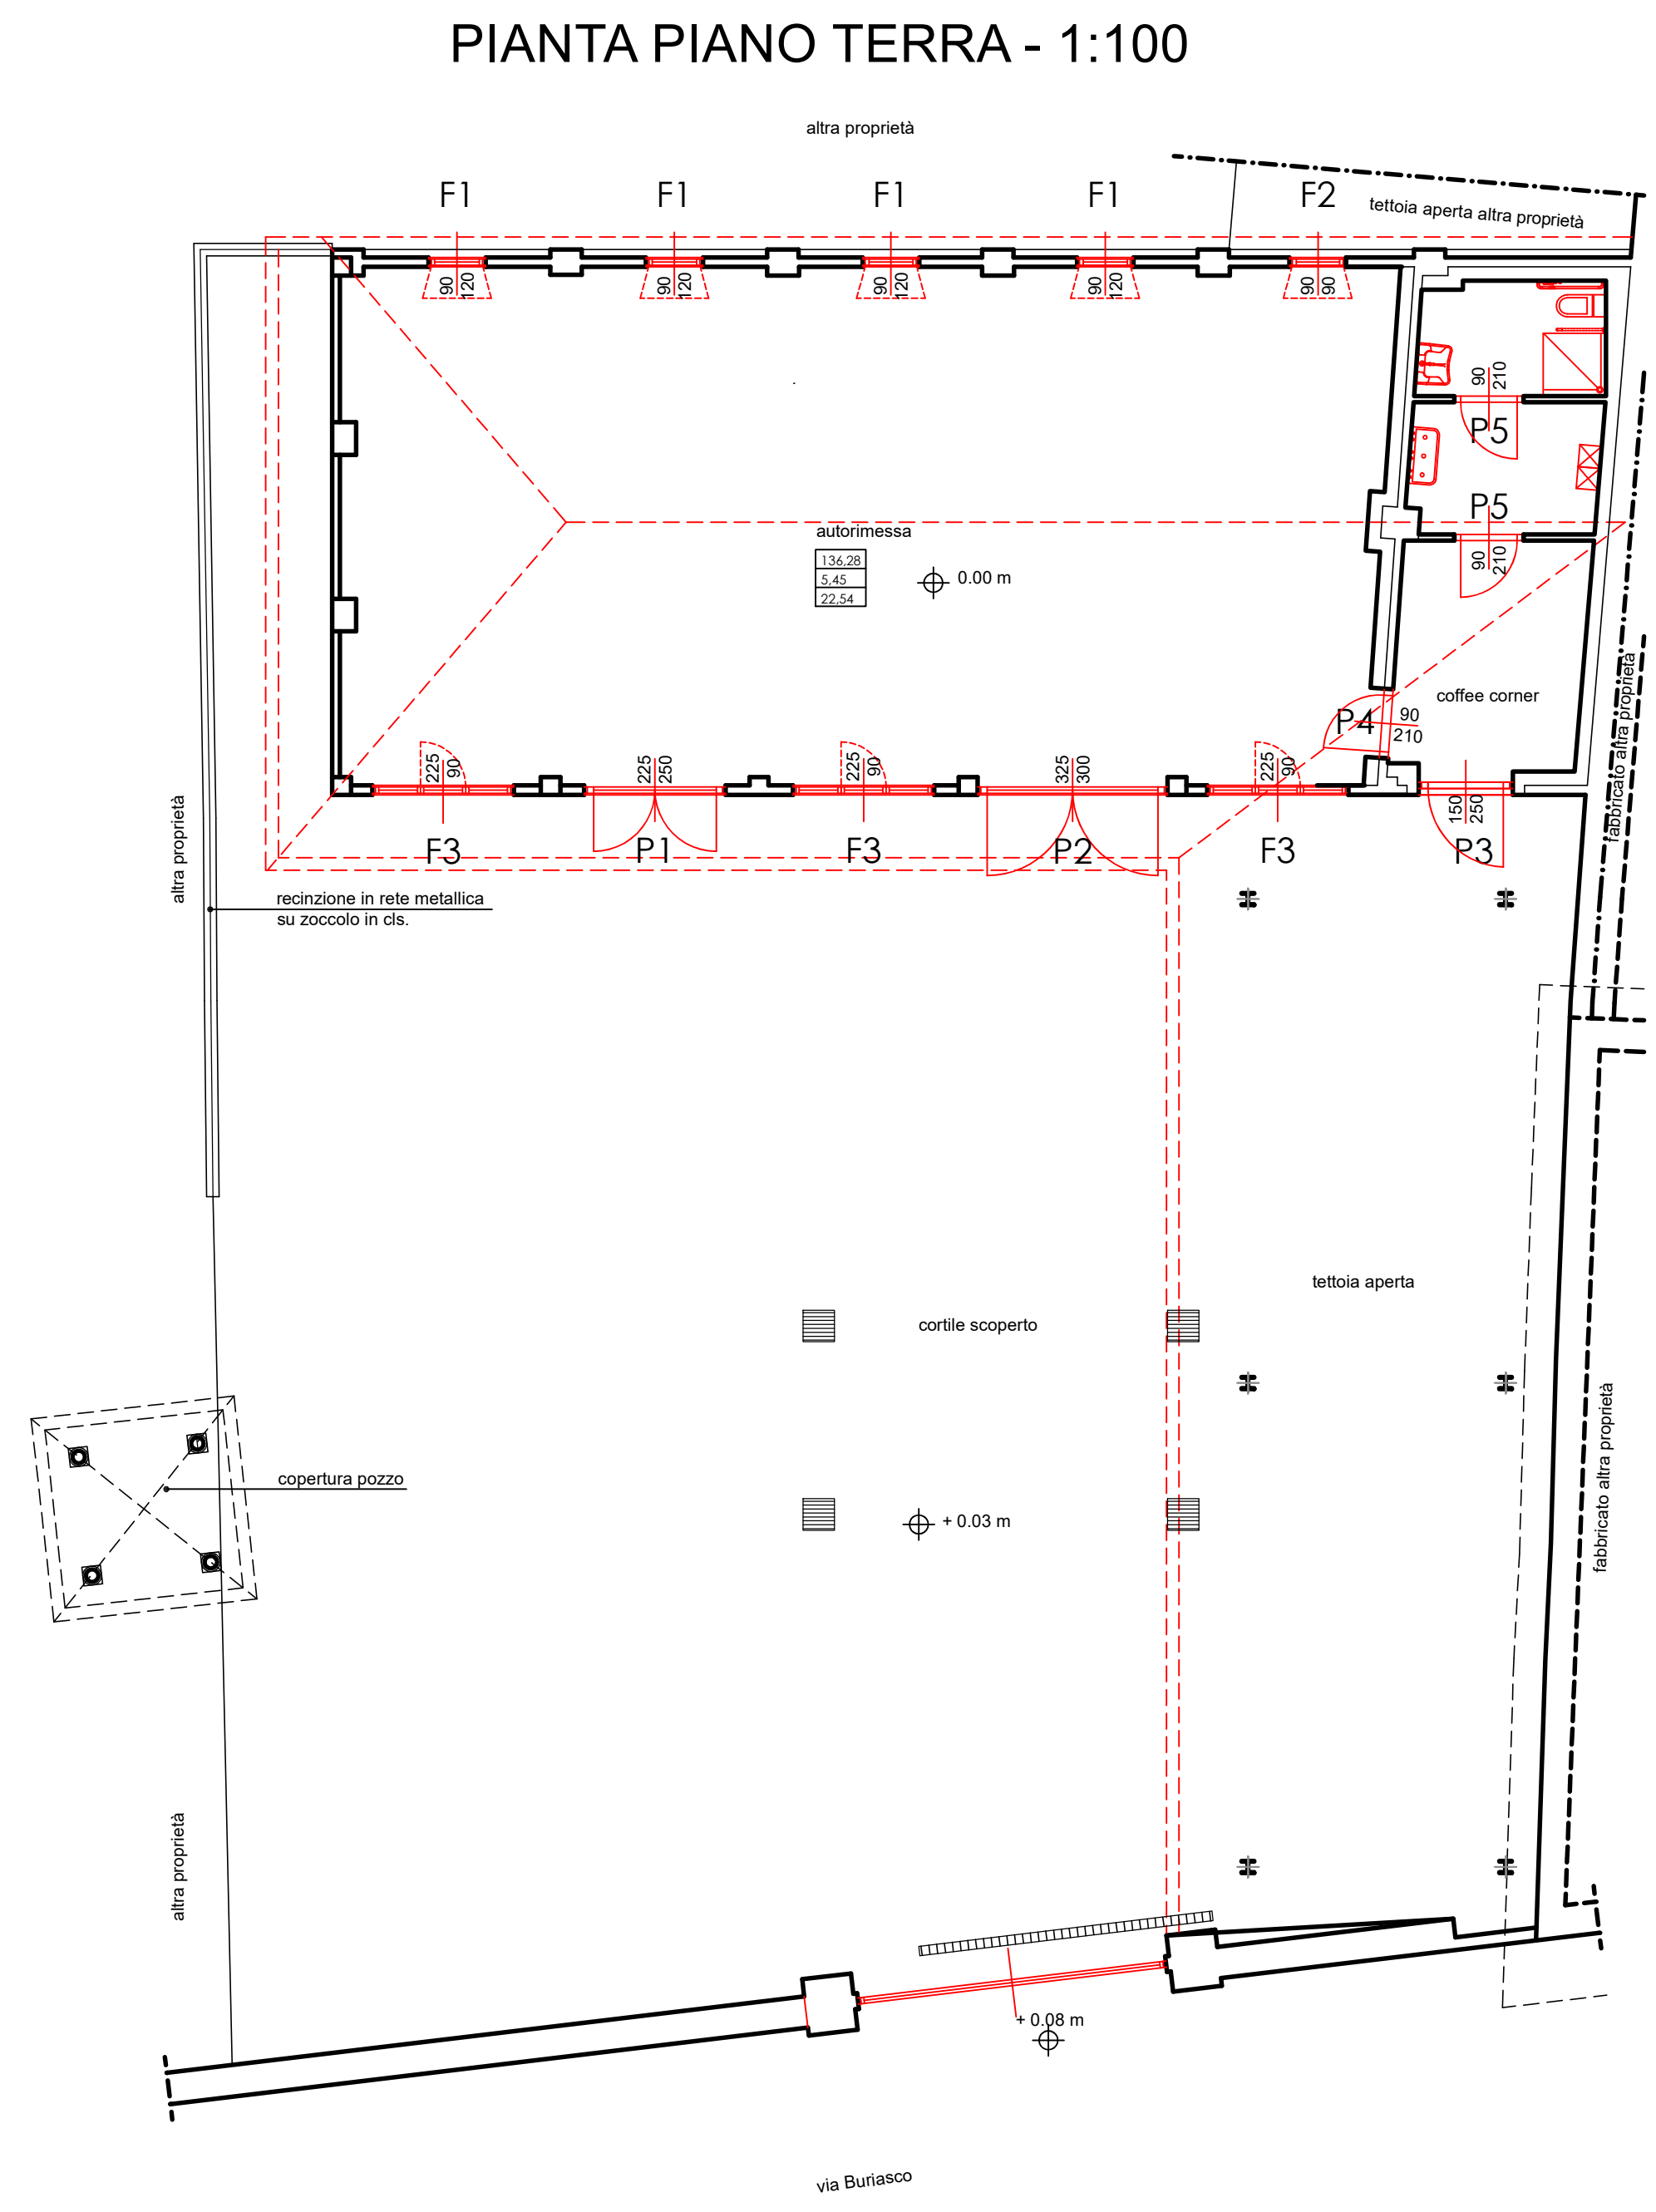 PIANTA PIANO TERRA - 1:100
altra proprietà
F1
F1
F1
F1
F2
tettoia aperta altra proprietà
90
120
90
120
90
120
90
120
90
90
90
210
P5
P5
90
210
autorimessa
136,28
5,45
22,54
0.00 m
coffee corner
P4
90
210
fabbricato altra proprietà
225
90
225
250
225
90
325
300
225
90
150
250
F3
P1
F3
P2
F3
P3
altra proprietà
recinzione in rete metallica
su zoccolo in cls.
tettoia aperta
cortile scoperto
copertura pozzo
+ 0.03 m
fabbricato altra proprietà
altra proprietà
+ 0.08 m
via Buriasco